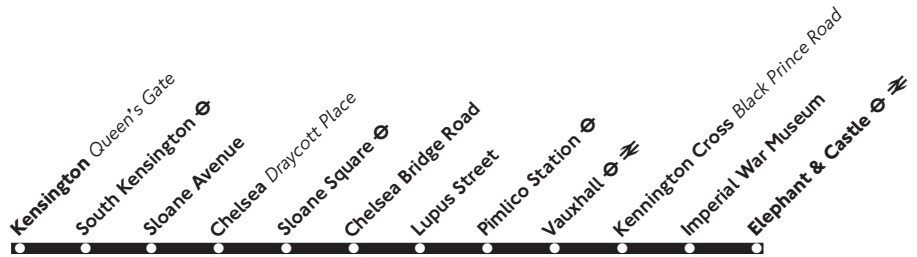 Kensington Queen's Gate
South Kensington
Sloane Avenue
Chelsea Draycott Place
Sloane Square
Chelsea Bridge Road
Lupus Street
Pimlico Station
Vauxhall
Kennington Cross Black Prince Road
Imperial War Museum
Elephant & Castle